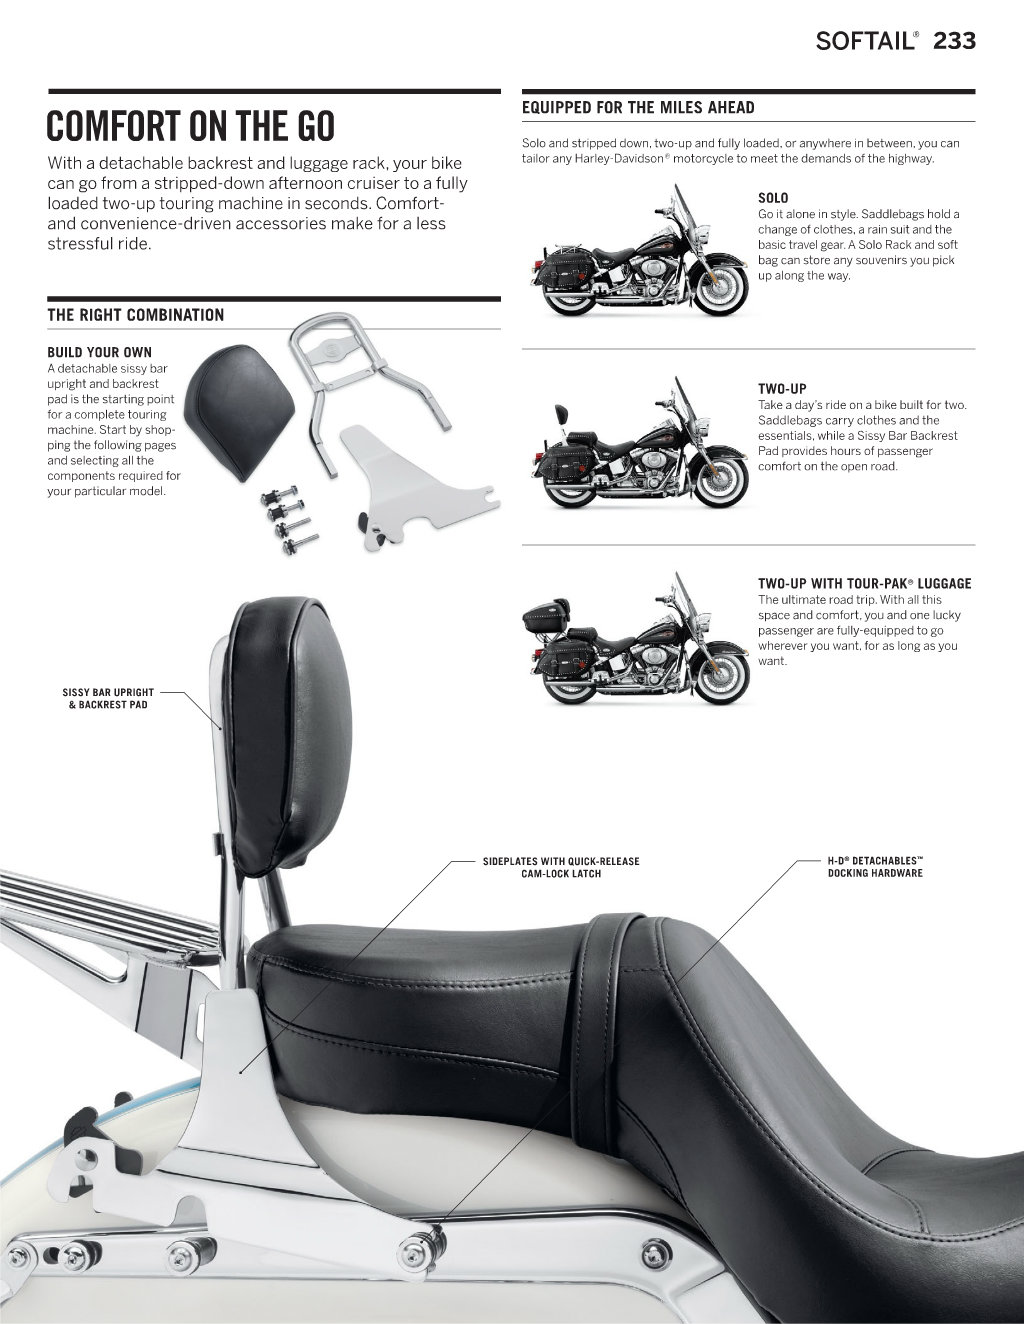 SOFTAIL® 233
COMFORT ON THE GO
With a detachable backrest and luggage rack, your bike
can go from a stripped-down afternoon cruiser to a fully
loaded two-up touring machine in seconds. Comfort-
and convenience-driven accessories make for a less
stressful ride.
THE RIGHT COMBINATION
BUILD YOUR OWN
A detachable sissy bar
upright and backrest
pad is the starting point
for a complete touring
machine. Start by shop-
ping the following pages
and selecting all the
components required for
your particular model.
EQUIPPED FOR THE MILES AHEAD
Solo and stripped down, two-up and fully loaded, or anywhere in between, you can
tailor any Harley-Davidson® motorcycle to meet the demands of the highway.
SOLO
Go it alone in style. Saddlebags hold a
change of clothes, a rain suit and the
basic travel gear. A Solo Rack and soft
bag can store any souvenirs you pick
up along the way.
TWO-UP
Take a day's ride on a bike built for two.
Saddlebags carry clothes and the
essentials, while a Sissy Bar Backrest
Pad provides hours of passenger
comfort on the open road.
TWO-UP WITH TOUR-PAK® LUGGAGE
The ultimate road trip. With all this
space and comfort, you and one lucky
passenger are fully-equipped to go
wherever you want, for as long as you
want.
SISSY BAR UPRIGHT
& BACKREST PAD
SIDEPLATES WITH QUICK-RELEASE
CAM-LOCK LATCH
H-D® DETACHABLES™
DOCKING HARDWARE